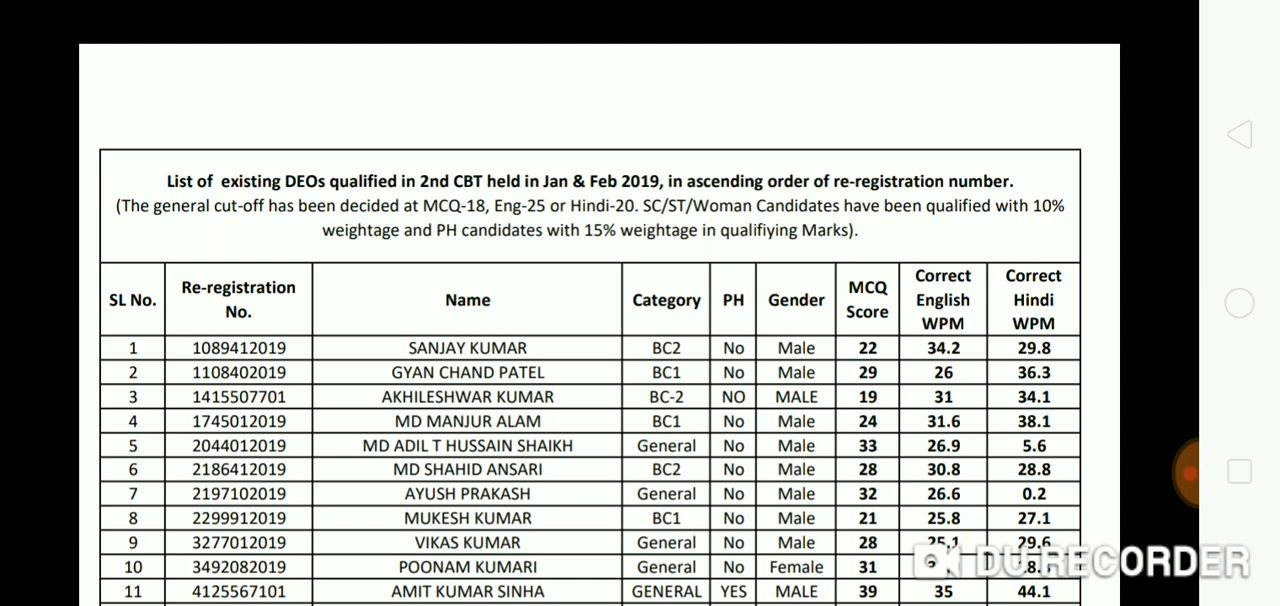 List of existing DEOs qualified in 2nd CBT held in Jan & Feb 2019, in ascending order of re-registration number.
(The general cut-off has been decided at MCQ-18, Eng-25 or Hindi-20. SC/ST/Woman Candidates have been qualified with 10%
weightage and PH candidates with 15% weightage in qualifiying Marks).
SL No. Re-registration No. Name Category PH Gender MCQ Score Correct English WPM Correct Hindi WPM
1 1089412019 SANJAY KUMAR BC2 No Male 22 34.2 29.8
2 1108402019 GYAN CHAND PATEL BC1 No Male 29 26 36.3
3 1415507701 AKHILESHWAR KUMAR BC-2 NO MALE 19 31 34.1
4 1745012019 MD MANJUR ALAM BC1 No Male 24 31.6 38.1
5 2044012019 MD ADIL T HUSSAIN SHAIKH General No Male 33 26.9 5.6
6 2186412019 MD SHAHID ANSARI BC2 No Male 28 30.8 28.8
7 2197102019 AYUSH PRAKASH General No Male 32 26.6 0.2
8 2299912019 MUKESH KUMAR BC1 No Male 21 25.8 27.1
9 3277012019 VIKAS KUMAR General No Male 28 25.1 29.6
10 3492082019 POONAM KUMARI General No Female 31
11 4125567101 AMIT KUMAR SINHA GENERAL YES MALE 39 35 44.1
DU RECORDER